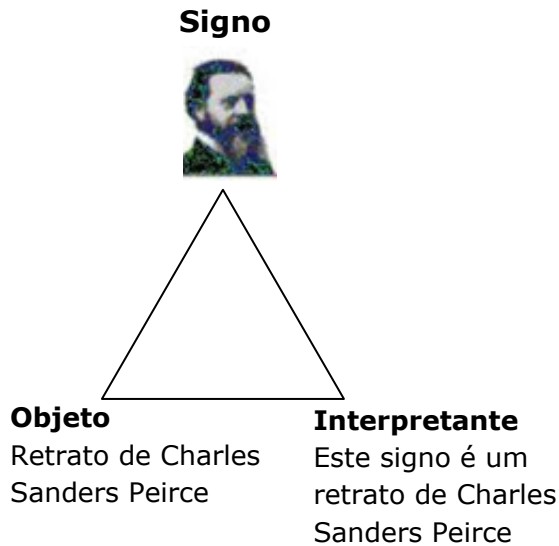 Signo
Objeto
Retrato de Charles
Sanders Peirce
Interpretante
Este signo é um
retrato de Charles
Sanders Peirce